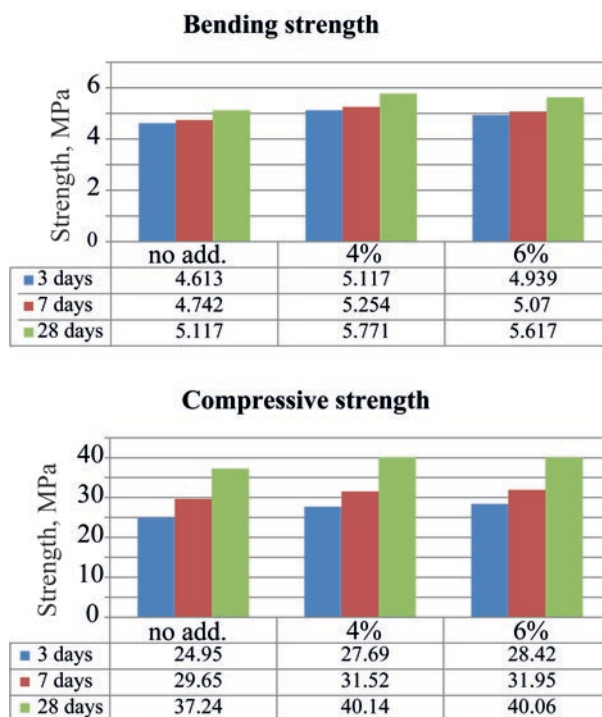 Bending strength
Strength, MPa
6
4
2
0
no add. 4% 6%
3 days 4.613 5.117 4.939
7 days 4.742 5.254 5.07
28 days 5.117 5.771 5.617
Compressive strength
Strength, MPa
40
30
20
10
0
no add. 4% 6%
3 days 24.95 27.69 28.42
7 days 29.65 31.52 31.95
28 days 37.24 40.14 40.06